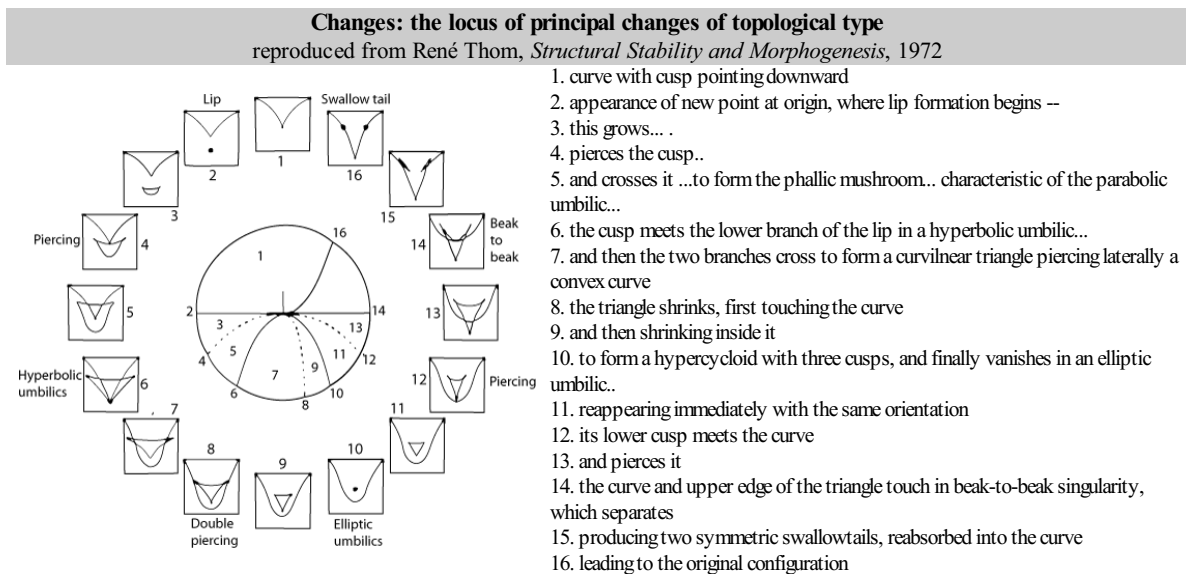 Changes: the locus of principal changes of topological type
reproduced from René Thom, Structural Stability and Morphogenesis, 1972
Lip
Swallow tail
1
2
16
3
15
Piercing
4
14
Beak
to
beak
5
13
Hyperbolic
umbilics
6
12
Piercing
7
11
8
9
10
Double
piercing
Elliptic
umbilics
16
1
2
14
3
13
4
5
11
12
7
9
6
8
10
1. curve with cusp pointing downward
2. appearance of new point at origin, where lip formation begins --
3. this grows... .
4. pierces the cusp..
5. and crosses it ...to form the phallic mushroom... characteristic of the parabolic
umbilic...
6. the cusp meets the lower branch of the lip in a hyperbolic umbilic...
7. and then the two branches cross to form a curvilnear triangle piercing laterally a
convex curve
8. the triangle shrinks, first touching the curve
9. and then shrinking inside it
10. to form a hypercycloid with three cusps, and finally vanishes in an elliptic
umbilic..
11. reappearing immediately with the same orientation
12. its lower cusp meets the curve
13. and pierces it
14. the curve and upper edge of the triangle touch in beak-to-beak singularity,
which separates
15. producing two symmetric swallowtails, reabsorbed into the curve
16. leading to the original configuration